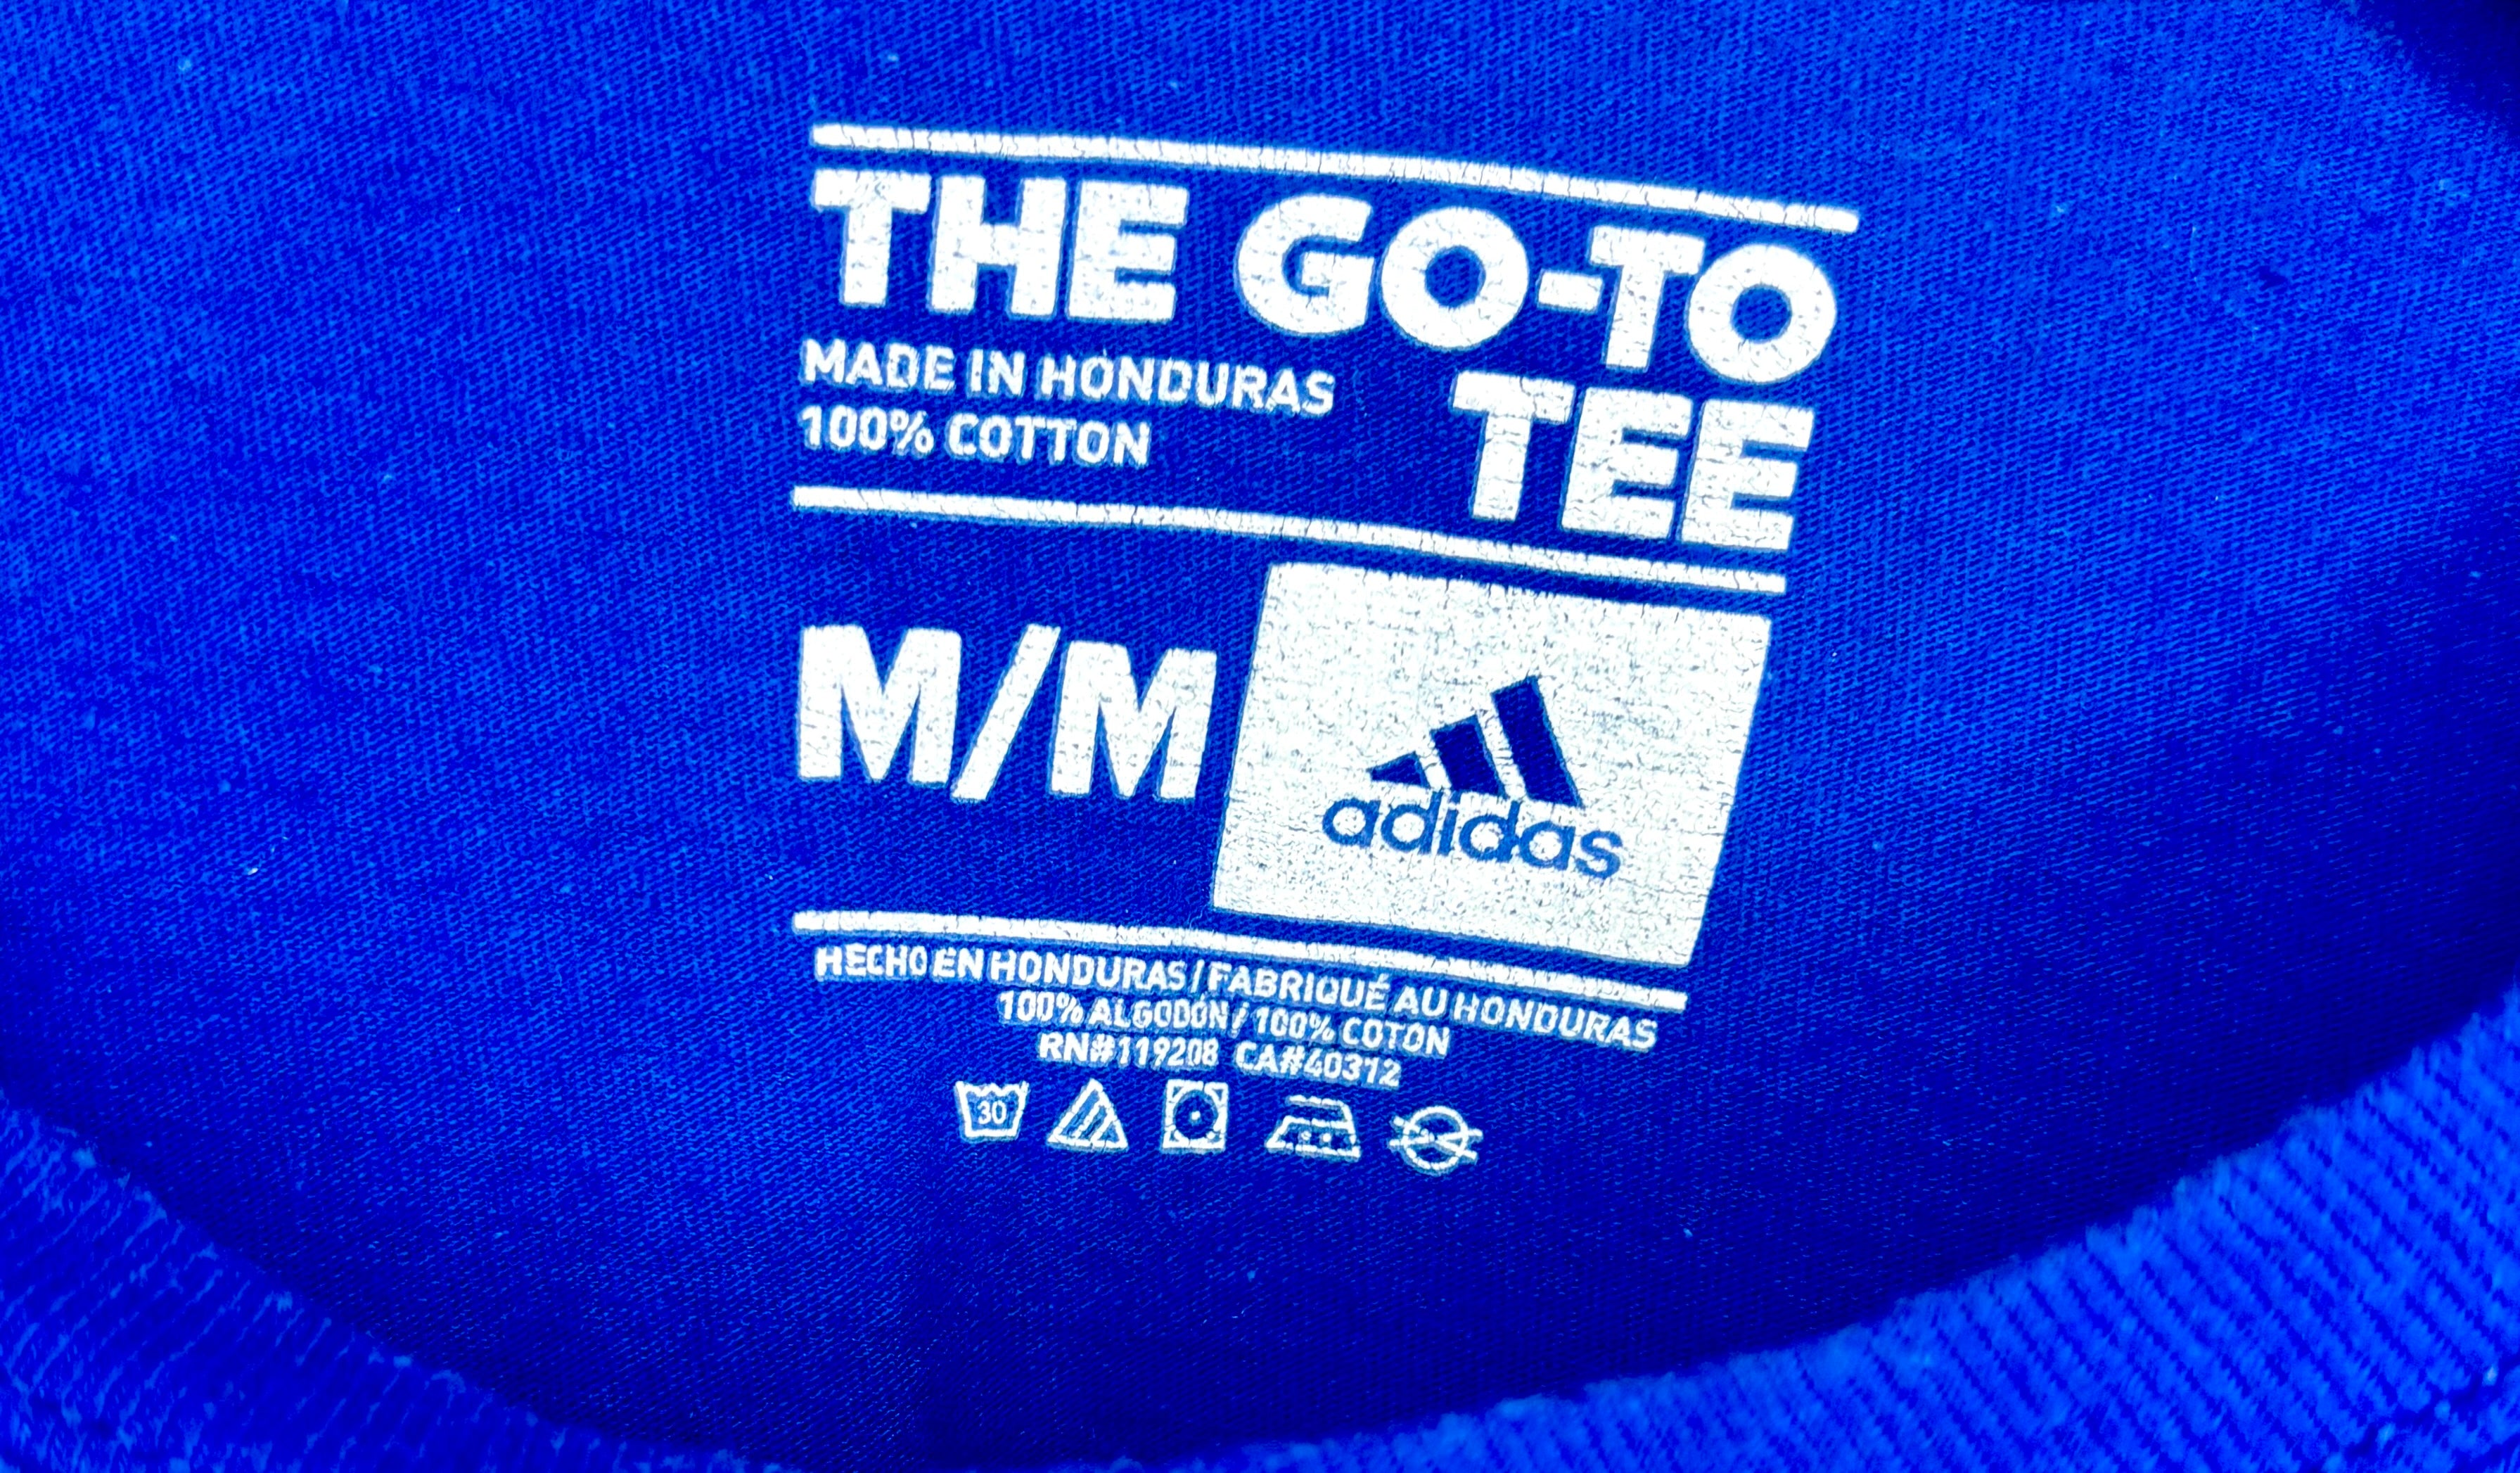 THE GO-TO
TEE
MADE IN HONDURAS
100% COTTON
M/M
adidas
HECHO EN HONDURAS / FABRIQUÉ AU HONDURAS
100% ALGODÓN / 100% COTON
RN#119208 CA#40312
30